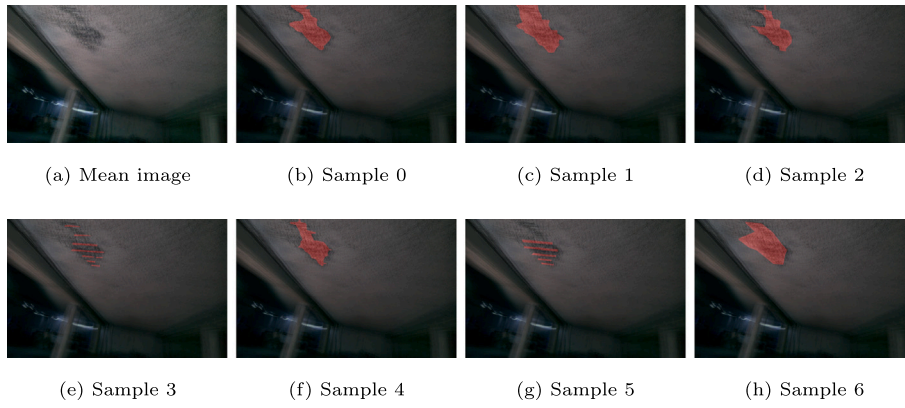 (a) Mean image
(b) Sample 0
(c) Sample 1
(d) Sample 2
(e) Sample 3
(f) Sample 4
(g) Sample 5
(h) Sample 6